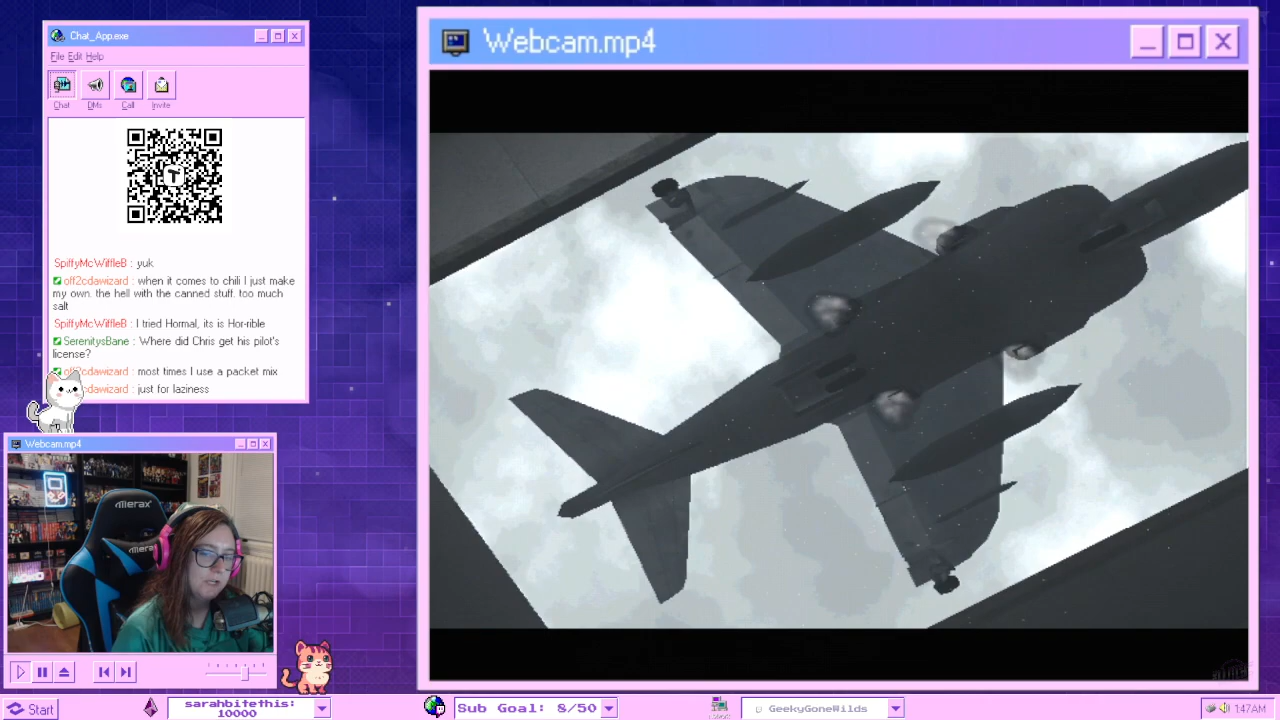 Chat_App.exe
File Edit Help
Chat DMs Call Invite
T
SpiffyMcWiffleB : yuk
off2cdawizard : when it comes to chili I just make
my own. the hell with the canned stuff. too much
salt
SpiffyMcWiffleB : I tried Hormal, its is Hor-rible
SerenitysBane : Where did Chris get his pilot's
license?
cdawizard : most times I use a packet mix
cdawizard : just for laziness
Webcam.mp4
Webcam.mp4
merax
Start
sarahbitethis:
10000
Sub Goal: 8/50
GeekyGoneWilds
1:47AM